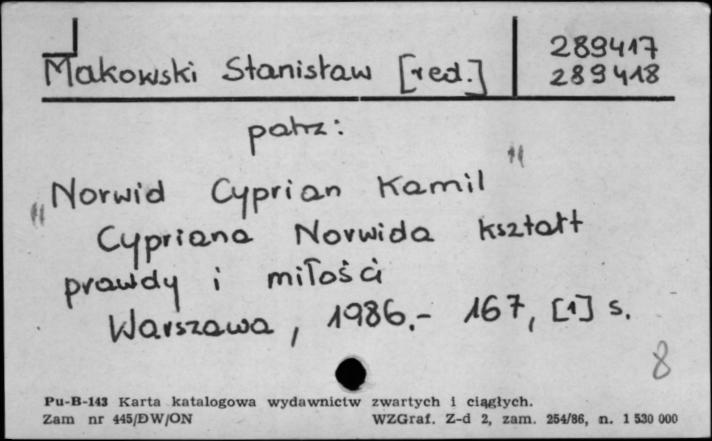 Makowski Stanisław [red.] 289417
289418
patrz:
"Norwid Cyprian Kamil"
Cypriana Norwida kształt
prawdy i miłości
Warszawa, 1986.- 167, [1] s.
8
Pu-B-143 Karta katalogowa wydawnictw zwartych i ciągłych.
Zam nr 445/DW/ON WZGraf. Z-d 2, zam. 254/86, n. 1 530 000